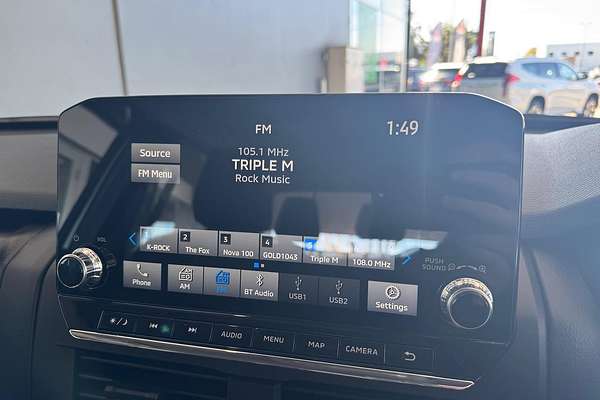 FM
1:49
Source
FM Menu
105.1 MHz
TRIPLE M
Rock Music
1 2 3 4
K-ROCK The Fox Nova 100 GOLD1043 Triple M 108.0 MHz
PUSH
SOUND
VOL
Phone AM BT Audio USB1 USB2 Settings
AUDIO MENU MAP CAMERA